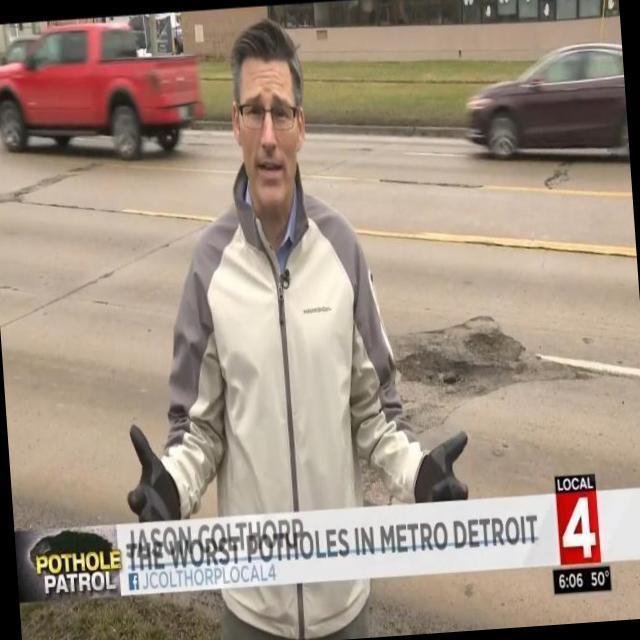 JASON COLTHORP
THE WORST POTHOLES IN METRO DETROIT
JCOLTHORPLOCAL4
POTHOLE
PATROL
LOCAL
4
6:06 50°